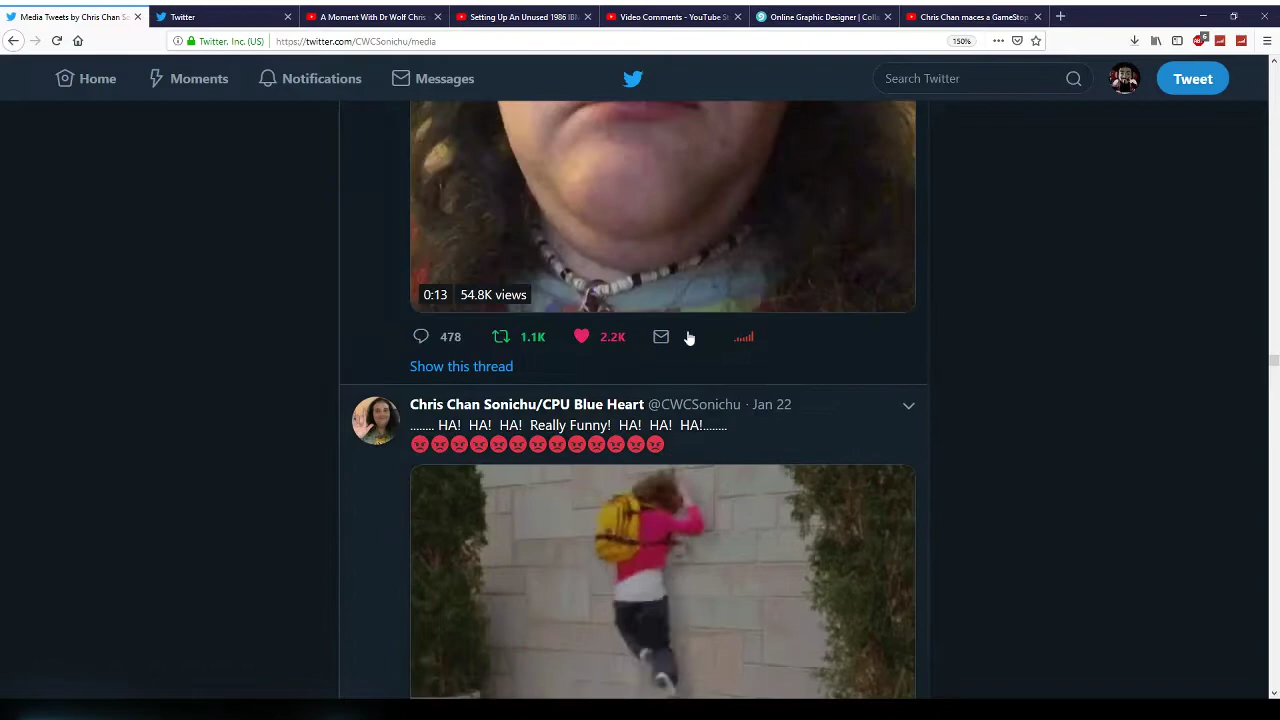 Media Tweets by Chris Chan So
Twitter
A Moment With Dr Wolf Chris
Setting Up An Unused 1986 IBM
Video Comments - YouTube St
Online Graphic Designer | Colle
Chris Chan maces a GameStop
Twitter, Inc. (US)
https://twitter.com/CWCSonichu/media
150%
6
Home
Moments
Notifications
Messages
Search Twitter
Tweet
0:13
54.8K views
478
1.1K
2.2K
Show this thread
Chris Chan Sonichu/CPU Blue Heart @CWCSonichu · Jan 22
........ HA! HA! HA! Really Funny! HA! HA! HA!........